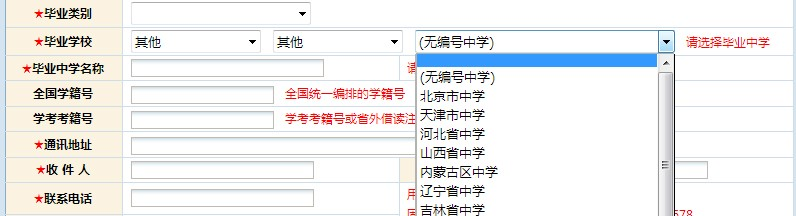 ★毕业类别
★毕业学校 其他 其他 (无编号中学) 请选择毕业中学
★毕业中学名称 请
(无编号中学)
全国学籍号 全国统一编排的学籍号
北京市中学
学考考籍号 学考考籍号或省外借读注
天津市中学
河北省中学
★通讯地址
山西省中学
★收 件 人
内蒙古区中学
★联系电话 用
辽宁省中学
吉林省中学
578